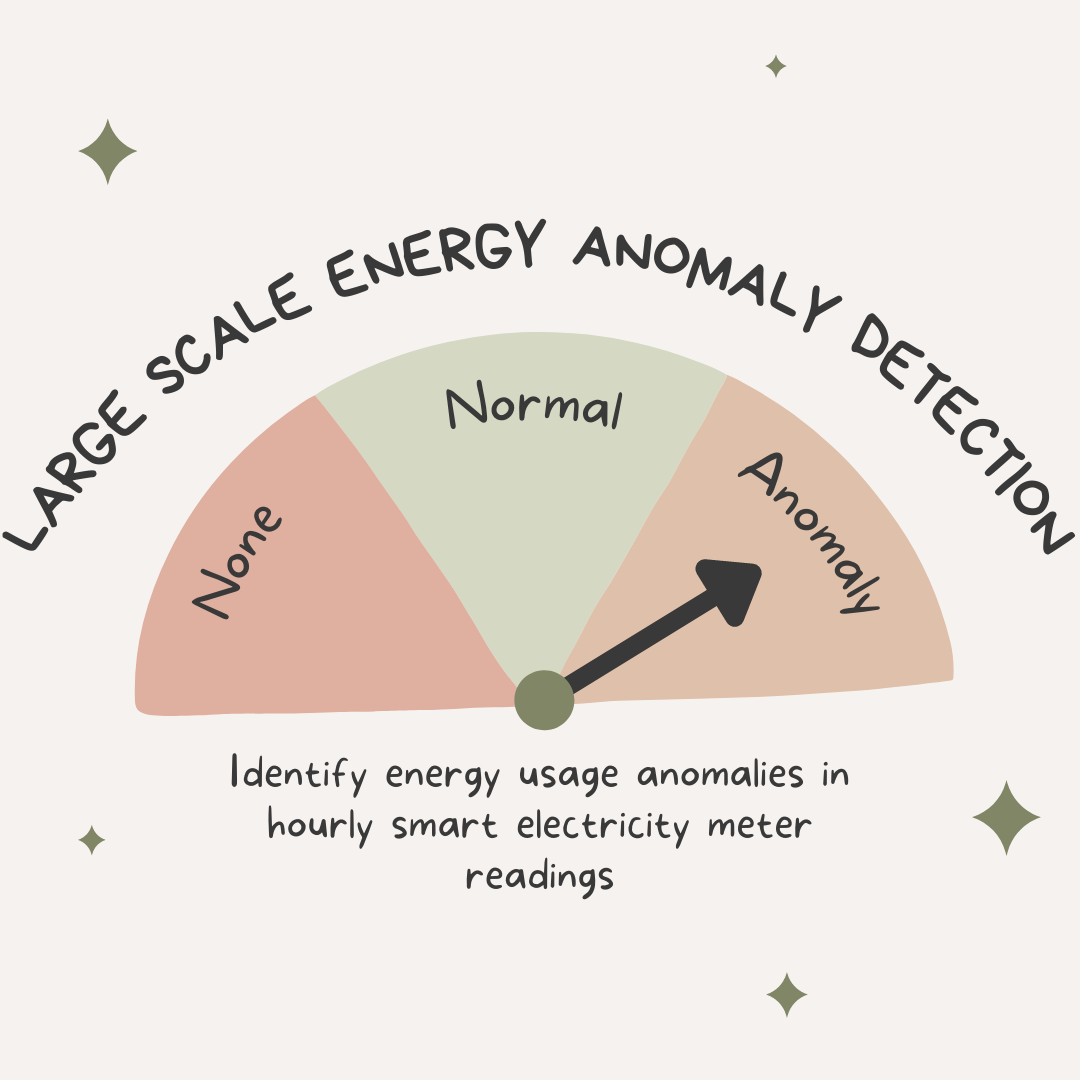 LARGE SCALE ENERGY ANOMALY DETECTION
None
Normal
Anomaly
Identify energy usage anomalies in
hourly smart electricity meter
readings